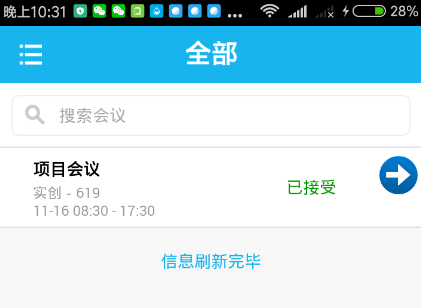 晚上10:31 ... 28%
全部
搜索会议
项目会议
已接受
实创 - 619
11-16 08:30 - 17:30
信息刷新完毕